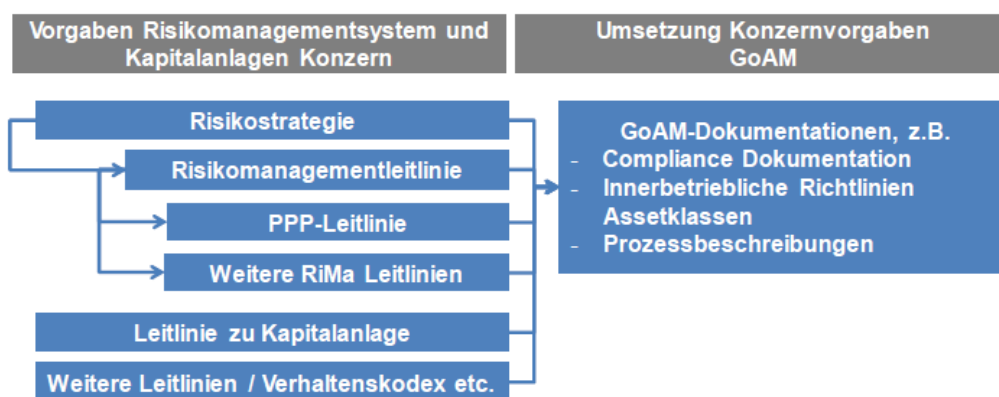 Vorgaben Risikomanagementsystem und
Kapitalanlagen Konzern
Umsetzung Konzernvorgaben
GoAM
Risikostrategie
Risikomanagementleitlinie
PPP-Leitlinie
Weitere RiMa Leitlinien
Leitlinie zu Kapitalanlage
Weitere Leitlinien / Verhaltenskodex etc.
GoAM-Dokumentationen, z.B.
- Compliance Dokumentation
- Innerbetriebliche Richtlinien
Assetklassen
- Prozessbeschreibungen